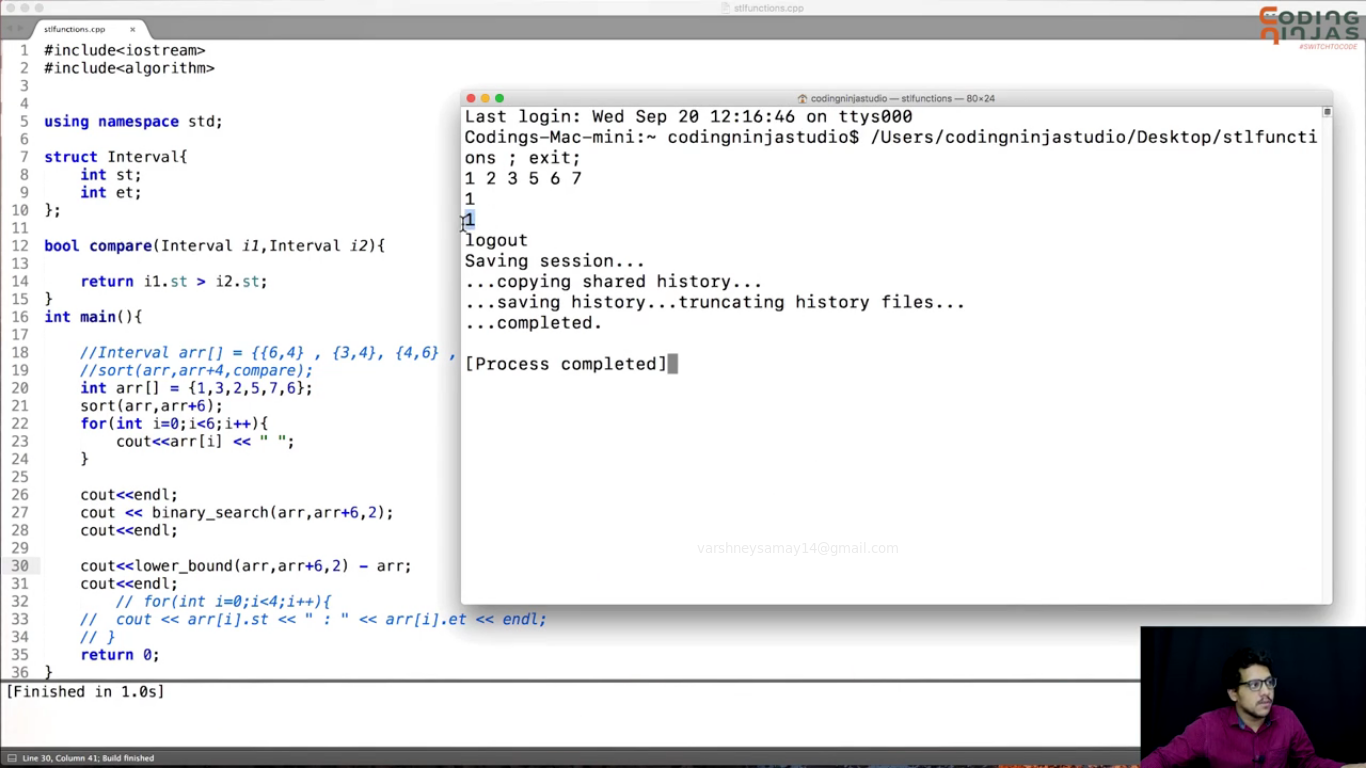 stlfunctions.cpp
CODING
NINJAS
#SWITCHTOCODE
stlfunctions.cpp ×
1 #include<iostream>
2 #include<algorithm>
3
4
5 using namespace std;
6
7 struct Interval{
8 int st;
9 int et;
10 };
11
12 bool compare(Interval i1,Interval i2){
13
14 return i1.st > i2.st;
15 }
16 int main(){
17
18 //Interval arr[] = {{6,4} , {3,4}, {4,6} ,
19 //sort(arr,arr+4,compare);
20 int arr[] = {1,3,2,5,7,6};
21 sort(arr,arr+6);
22 for(int i=0;i<6;i++){
23 cout<<arr[i] << " ";
24 }
25
26 cout<<endl;
27 cout << binary_search(arr,arr+6,2);
28 cout<<endl;
29
30 cout<<lower_bound(arr,arr+6,2) - arr;
31 cout<<endl;
32 // for(int i=0;i<4;i++){
33 // cout << arr[i].st << " : " << arr[i].et << endl;
34 // }
35 return 0;
36 }
codingninjastudio — stlfunctions — 80×24
Last login: Wed Sep 20 12:16:46 on ttys000
Codings-Mac-mini:~ codingninjastudio$ /Users/codingninjastudio/Desktop/stlfuncti
ons ; exit;
1 2 3 5 6 7
1
1
logout
Saving session...
...copying shared history...
...saving history...truncating history files...
...completed.
[Process completed]
varshneysamay14@gmail.com
[Finished in 1.0s]
Line 30, Column 41; Build finished